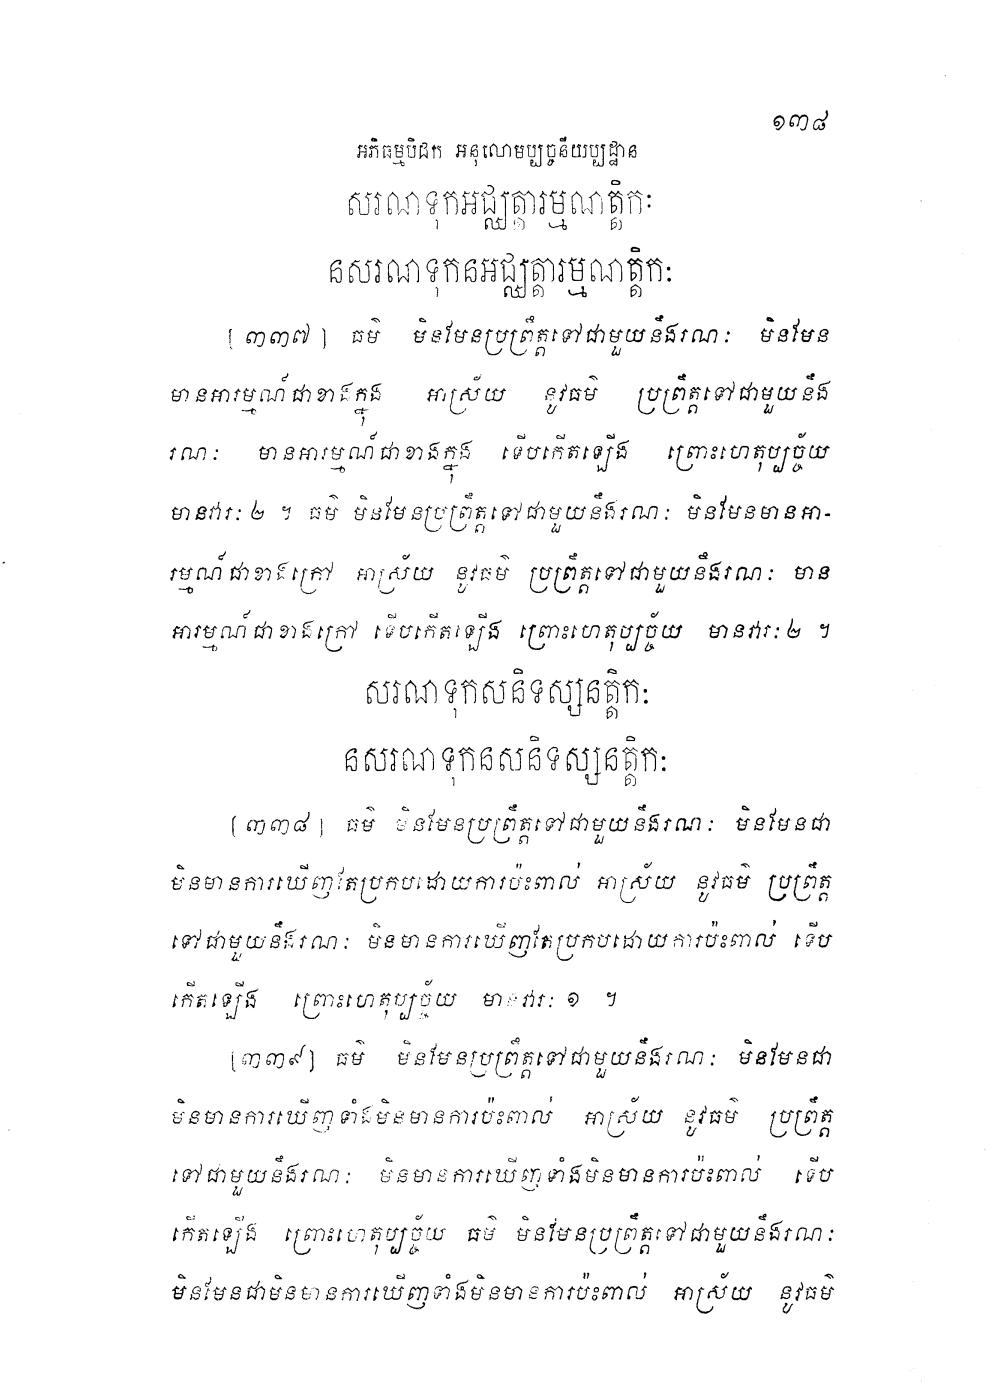 ១៣៨
អភិធម្មបិដក អនុលោមប្បច្ចនីយប្បដ្ឋាន
សរណទុកអជ្ឈត្តារម្មណត្តិកៈ
នសរណទុកនអជ្ឈត្តារម្មណត្តិកៈ
[៣៣៧] ធម៌ មិនមែនប្រព្រឹត្តទៅជាមួយនឹងរណៈ មិនមែន
មានអារម្មណ៍ជាខាងក្នុង អាស្រ័យ នូវធម៌ ប្រព្រឹត្តទៅជាមួយនឹង
រណៈ មានអារម្មណ៍ជាខាងក្នុង ទើបកើតឡើង ព្រោះហេតុប្បច្ច័យ
មានវារៈ ២ ។ ធម៌ មិនមែនប្រព្រឹត្តទៅជាមួយនឹងរណៈ មិនមែនមានអា-
រម្មណ៍ជាខាងក្រៅ អាស្រ័យ នូវធម៌ ប្រព្រឹត្តទៅជាមួយនឹងរណៈ មាន
អារម្មណ៍ជាខាងក្រៅ ទើបកើតឡើង ព្រោះហេតុប្បច្ច័យ មានវារៈ ២ ។
សរណទុកសនិទស្សនត្តិកៈ
នសរណទុកនសនិទស្សនត្តិកៈ
[៣៣៨] ធម៌ មិនមែនប្រព្រឹត្តទៅជាមួយនឹងរណៈ មិនមែនជា
មិនមានការឃើញតែប្រកបដោយការប៉ះពាល់ អាស្រ័យ នូវធម៌ ប្រព្រឹត្ត
ទៅជាមួយនឹងរណៈ មិនមានការឃើញតែប្រកបដោយការប៉ះពាល់ ទើប
កើតឡើង ព្រោះហេតុប្បច្ច័យ មានវារៈ ១ ។
[៣៣៩] ធម៌ មិនមែនប្រព្រឹត្តទៅជាមួយនឹងរណៈ មិនមែនជា
មិនមានការឃើញទាំងមិនមានការប៉ះពាល់ អាស្រ័យ នូវធម៌ ប្រព្រឹត្ត
ទៅជាមួយនឹងរណៈ មិនមានការឃើញទាំងមិនមានការប៉ះពាល់ ទើប
កើតឡើង ព្រោះហេតុប្បច្ច័យ ធម៌ មិនមែនប្រព្រឹត្តទៅជាមួយនឹងរណៈ
មិនមែនជាមិនមានការឃើញទាំងមិនមានការប៉ះពាល់ អាស្រ័យ នូវធម៌